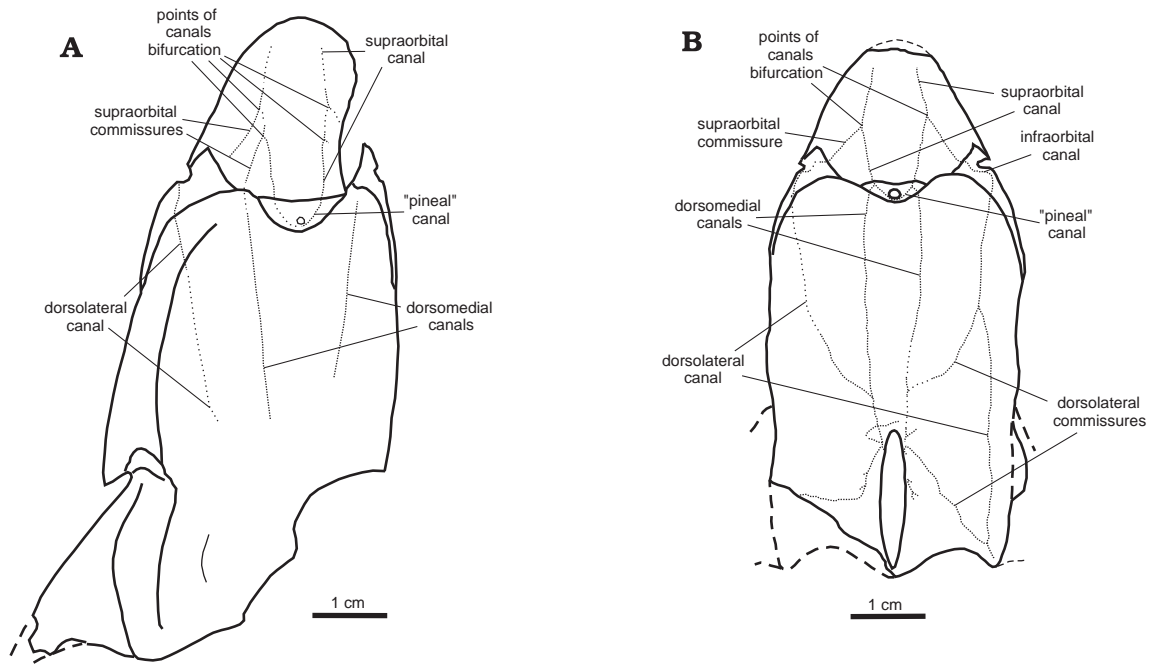 A
points of
canals
bifurcation
supraorbital
canal
supraorbital
commissures
"pineal"
canal
dorsolateral
canal
dorsomedial
canals
1 cm
B
points of
canals
bifurcation
supraorbital
canal
supraorbital
commissure
infraorbital
canal
dorsomedial
canals
"pineal"
canal
dorsolateral
canal
dorsolateral
commissures
1 cm